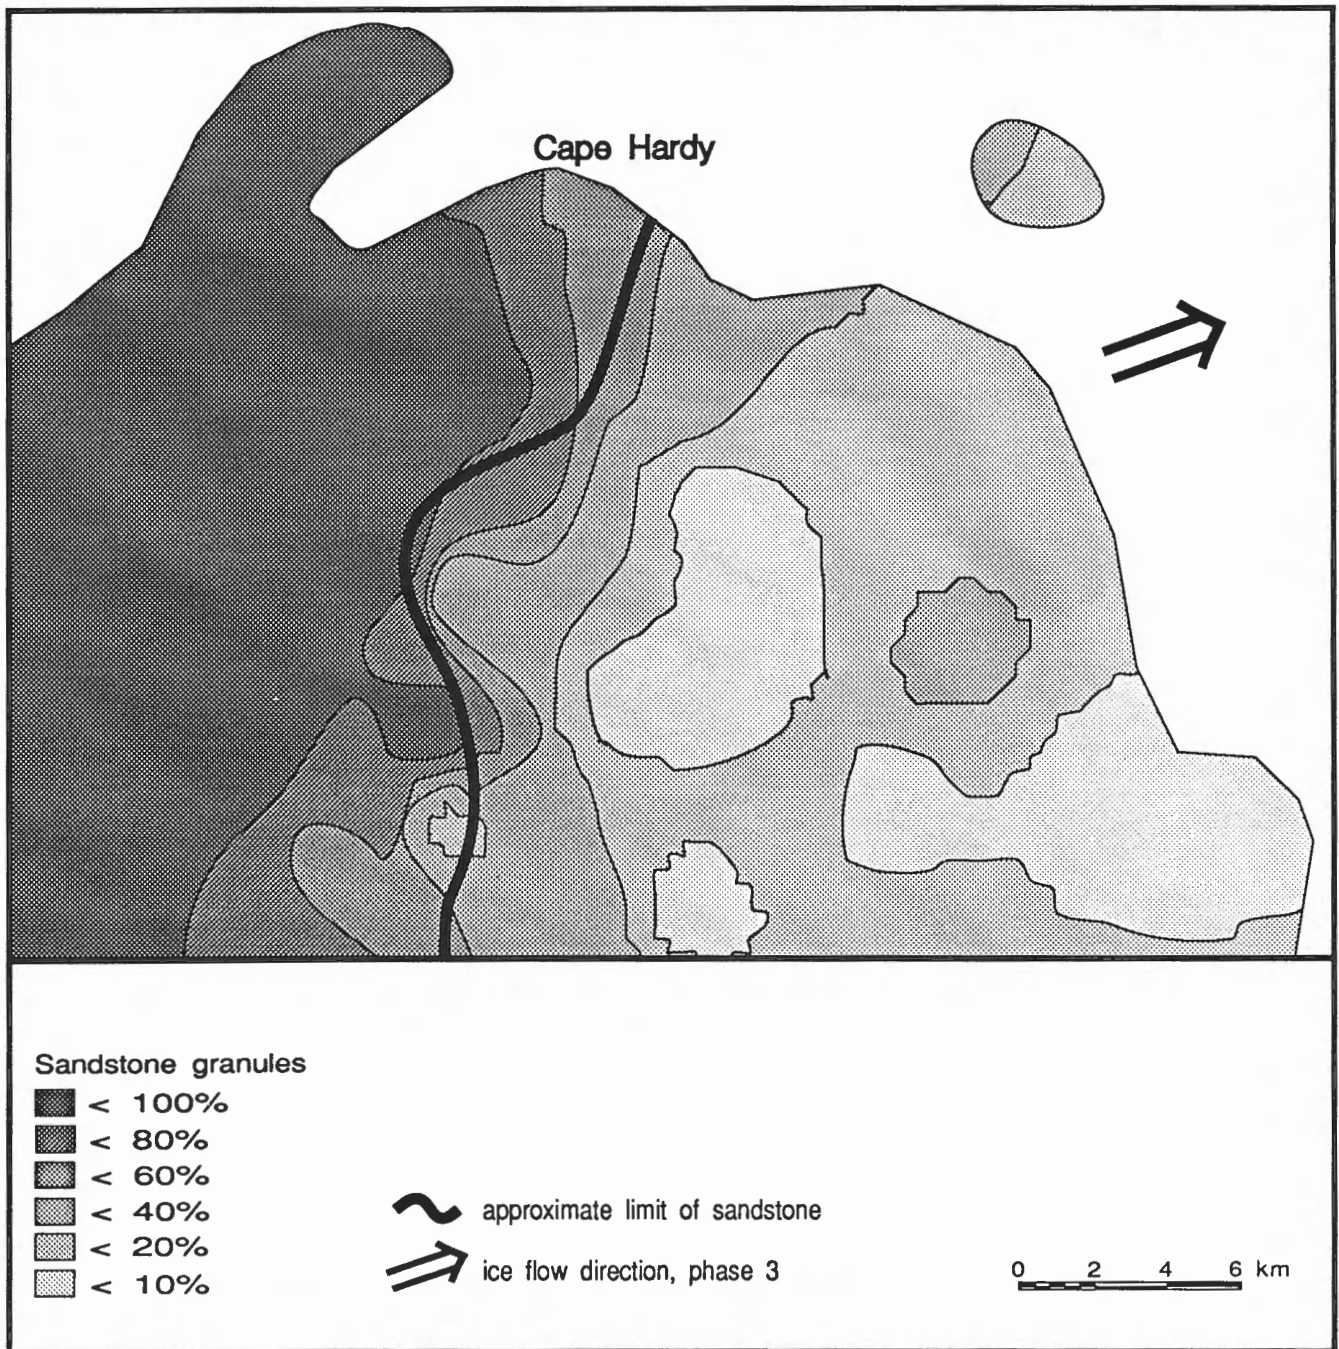 Cape Hardy
Sandstone granules
< 100%
< 80%
< 60%
< 40%
< 20%
< 10%
approximate limit of sandstone
ice flow direction, phase 3
0 2 4 6 km